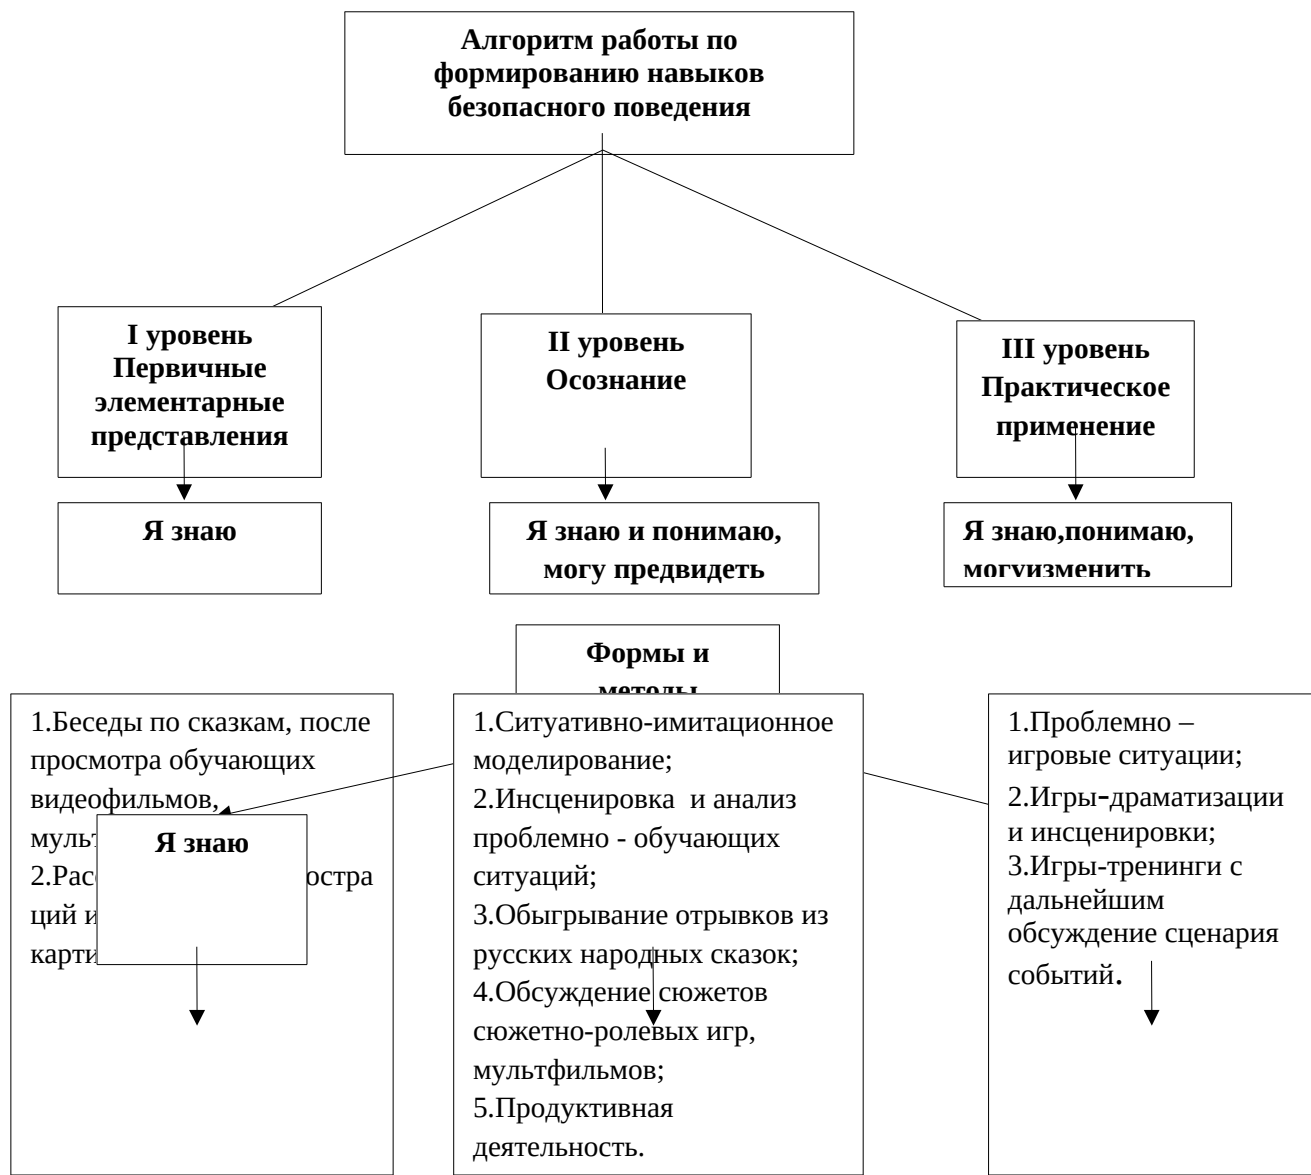 Алгоритм работы по
формированию навыков
безопасного поведения
I уровень
Первичные
элементарные
представления
II уровень
Осознание
III уровень
Практическое
применение
Я знаю
Я знаю и понимаю,
могу предвидеть
Я знаю,понимаю,
могуизменить
Формы и
методы
1.Беседы по сказкам, после
просмотра обучающих
видеофильмов,
Я знаю
ций
1.Ситуативно-имитационное
моделирование;
2.Инсценировка и анализ
проблемно - обучающих
ситуаций;
3.Обыгрывание отрывков из
русских народных сказок;
4.Обсуждение сюжетов
сюжетно-ролевых игр,
мультфильмов;
5.Продуктивная
деятельность.
1.Проблемно –
игровые ситуации;
2.Игры-драматизации
и инсценировки;
3.Игры-тренинги с
дальнейшим
обсуждение сценария
событий.